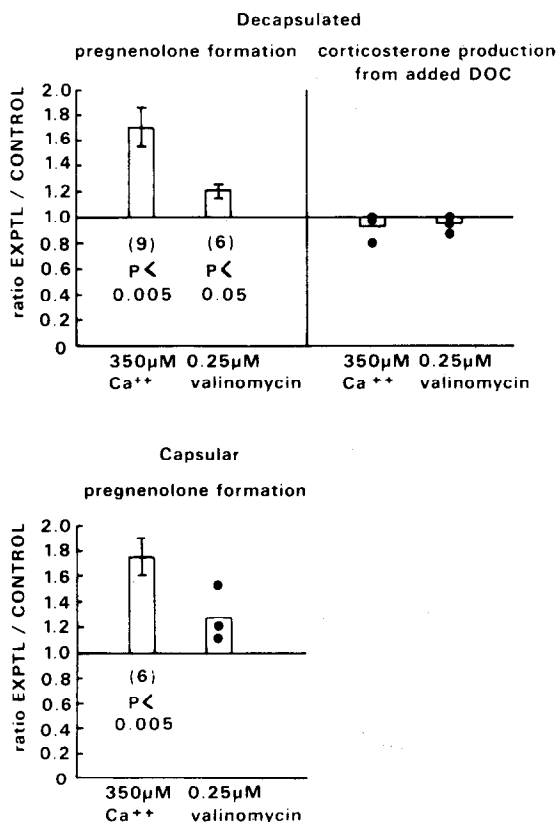 Decapsulated
pregnenolone formation
corticosterone production
from added DOC
ratio EXPTL / CONTROL
2.0
1.8
1.6
1.4
1.2
1.0
0.8
0.6
0.4
0.2
0
(9)
P<
0.005
(6)
P<
0.05
350μM
Ca++
0.25μM
valinomycin
350μM
Ca++
0.25μM
valinomycin
Capsular
pregnenolone formation
ratio EXPTL / CONTROL
2.0
1.8
1.6
1.4
1.2
1.0
0.8
0.6
0.4
0.2
0
(6)
P<
0.005
350μM
Ca++
0.25μM
valinomycin